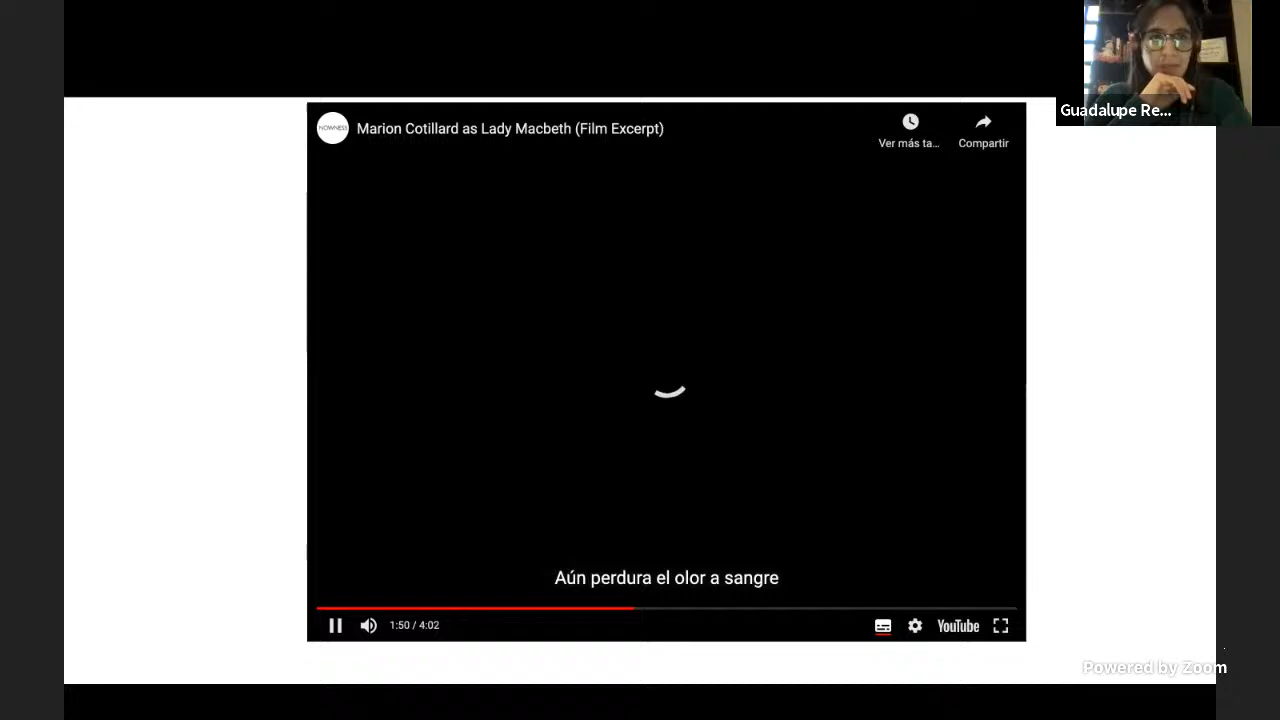 Guadalupe Re...
NOWNESS
Marion Cotillard as Lady Macbeth (Film Excerpt)
Ver más ta...
Compartir
Aún perdura el olor a sangre
1:50 / 4:02
YouTube
Powered by Zoom